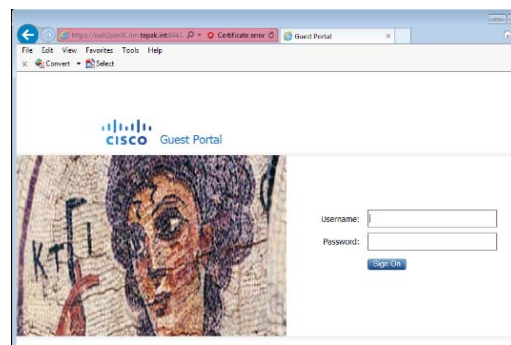 Certificate error
Guest Portal
File Edit View Favorites Tools Help
x Convert Select
CISCO Guest Portal
Username:
Password:
Sign On